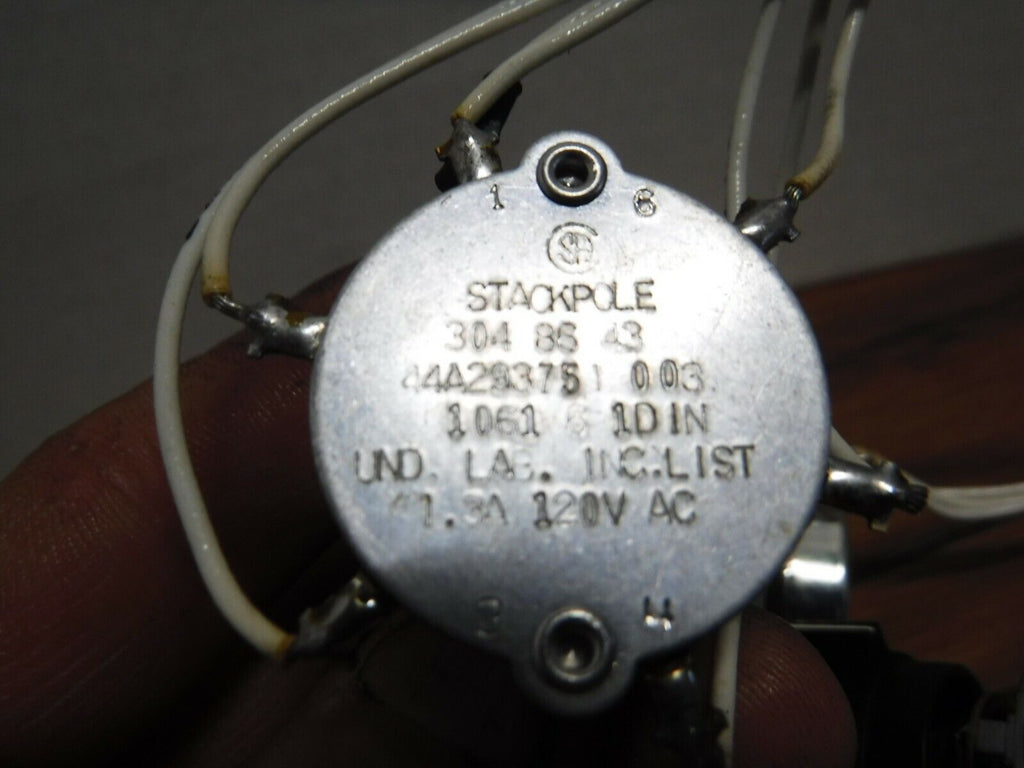 1 6
STACKPOLE
304 86 43
44A293751 003
1061 6 1DIN
UND. LAB. INC. LIST
1.3A 120V AC
3 4